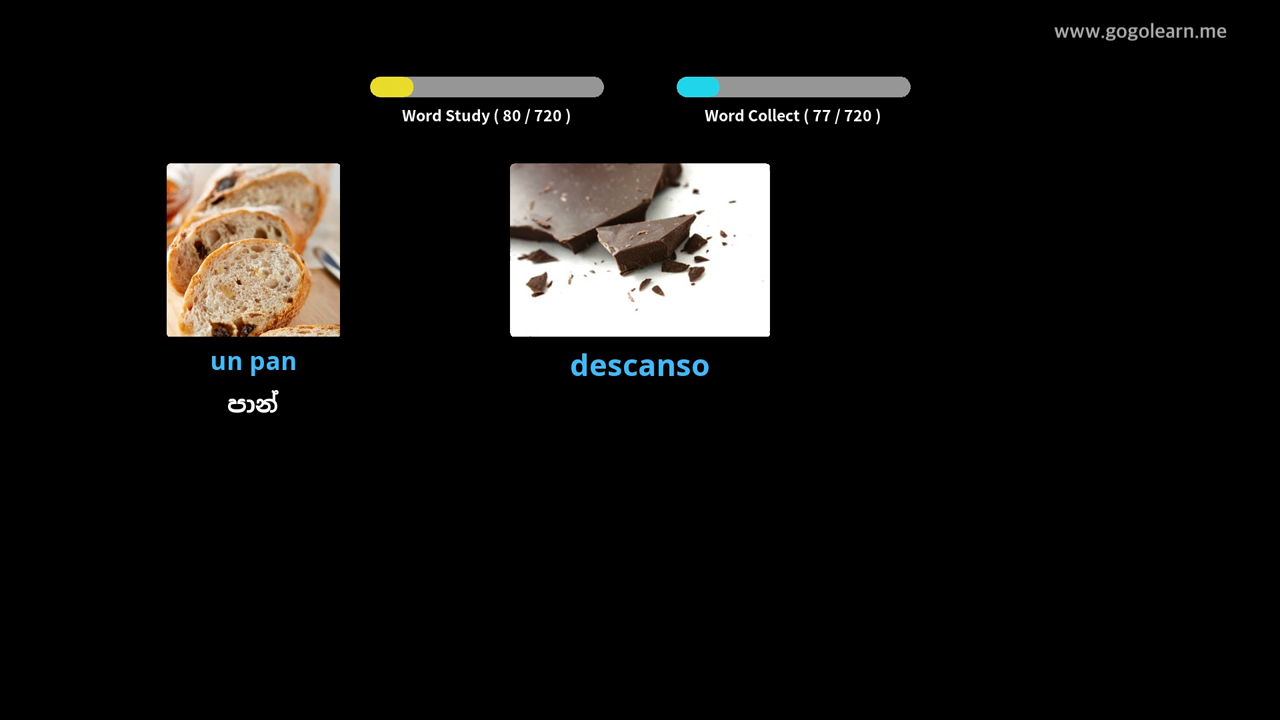 www.gogolearn.me
Word Study ( 80 / 720 )
Word Collect ( 77 / 720 )
un pan
පාන්
descanso